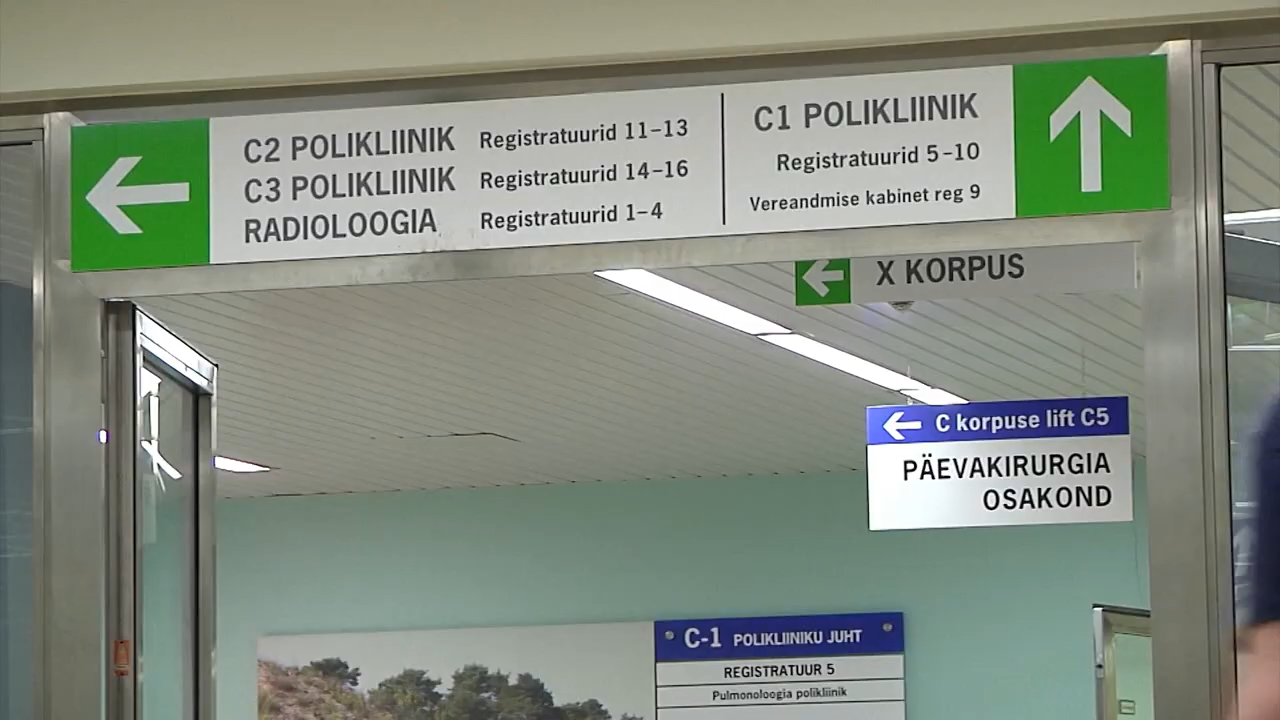 C2 POLIKLIINIK Registratuurid 11-13
C3 POLIKLIINIK Registratuurid 14-16
RADIOLOOGIA Registratuurid 1-4
C1 POLIKLIINIK
Registratuurid 5-10
Vereandmise kabinet reg 9
X KORPUS
C korpuse lift C5
PÄEVAKIRURGIA
OSAKOND
C-1 POLIKLIINIKU JUHT
REGISTRATUUR 5
Pulmonoloogia polikliinik